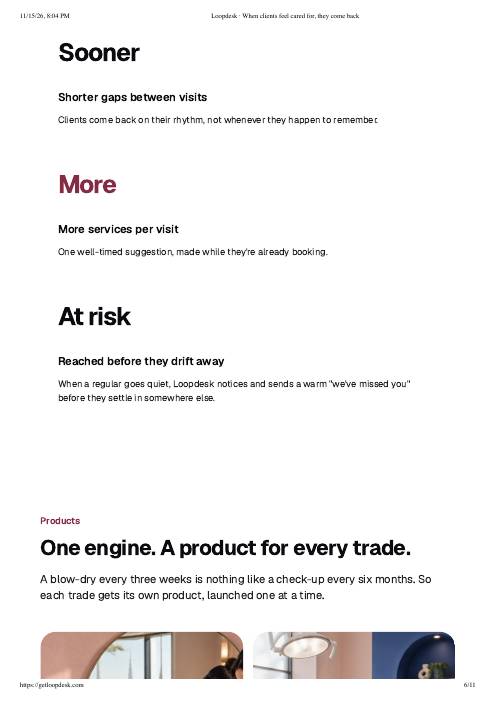 11/15/26, 8:04 PM
Loopdesk · When clients feel cared for, they come back
Sooner
Shorter gaps between visits
Clients come back on their rhythm, not whenever they happen to remember.
More
More services per visit
One well-timed suggestion, made while they're already booking.
At risk
Reached before they drift away
When a regular goes quiet, Loopdesk notices and sends a warm "we've missed you"
before they settle in somewhere else.
Products
One engine. A product for every trade.
A blow-dry every three weeks is nothing like a check-up every six months. So
each trade gets its own product, launched one at a time.
https://getloopdesk.com
6/11